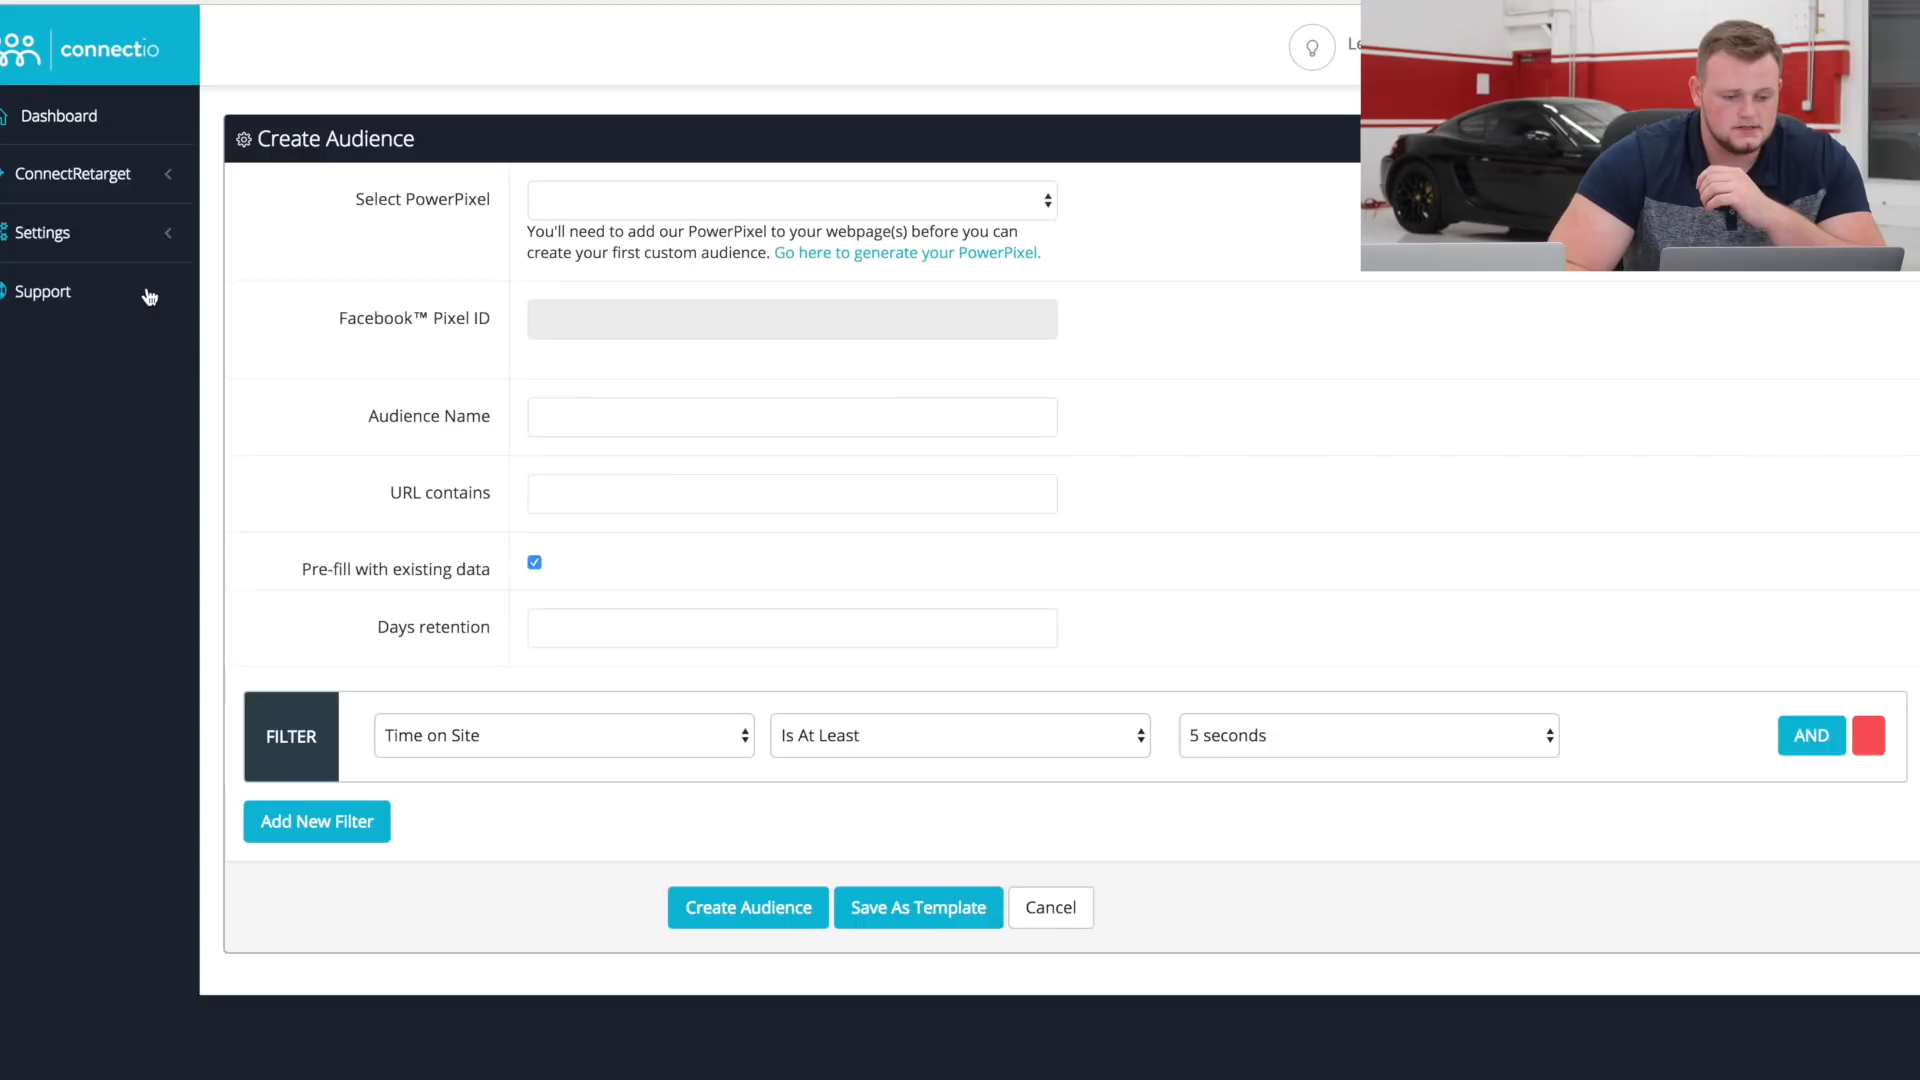 connectio
Le
Dashboard
ConnectRetarget
Settings
Support
Create Audience
Select PowerPixel
You'll need to add our PowerPixel to your webpage(s) before you can
create your first custom audience. Go here to generate your PowerPixel.
Facebook™ Pixel ID
Audience Name
URL contains
Pre-fill with existing data
Days retention
FILTER
Time on Site
Is At Least
5 seconds
AND
Add New Filter
Create Audience
Save As Template
Cancel